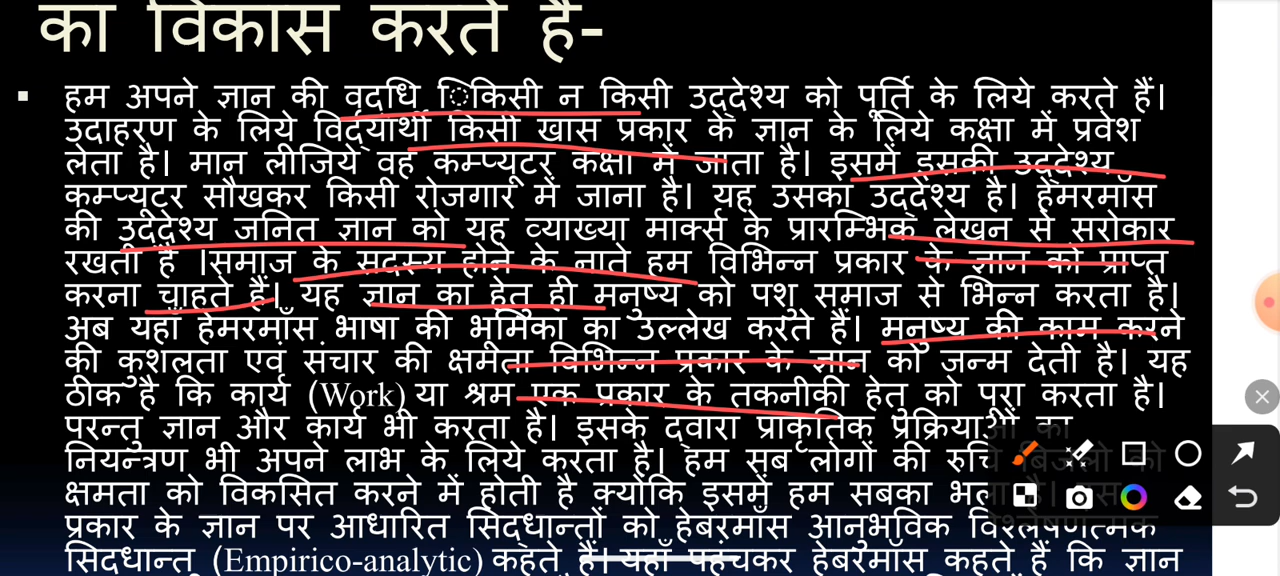 का विकास करते हैं-
हम अपने ज्ञान की वृद्धि किसी न किसी उद्देश्य को पूर्ति के लिये करते हैं।
उदाहरण के लिये विद्यार्थी किसी खास प्रकार के ज्ञान के लिये कक्षा में प्रवेश
लेता है। मान लीजिये वह कम्प्यूटर कक्षा में जाता है। इसमें इसकी उद्देश्य
कम्प्यूटर सौखकर किसी रोजगार में जाना है। यह उसका उद्देश्य है। हेमरमॉस
की उद्देश्य जनित ज्ञान को यह व्याख्या मार्क्स के प्रारम्भिक लेखन से सरोकार
रखती है ।समाज के सदस्य होने के नाते हम विभिन्न प्रकार के ज्ञान को प्राप्त
करना चाहते हैं। यह ज्ञान का हेतु ही मनुष्य को पशु समाज से भिन्न करता है।
अब यहाँ हेमरमाँस भाषा की भूमिका का उल्लेख करते हैं। मनुष्य की काम करने
की कुशलता एवं संचार की क्षमता विभिन्न प्रकार के ज्ञान को जन्म देती है। यह
ठीक है कि कार्य (Work) या श्रम एक प्रकार के तकनीकी हेतु को पूरा करता है।
परन्तु ज्ञान और कार्य भी करता है। इसके द्वारा प्राकृतिक प्रक्रियाओं का
नियन्त्रण भी अपने लाभ के लिये करता है। हम सब लोगों की रुचि बिजली को
क्षमता को विकसित करने में होती है क्योंकि इसमें हम सबका भला है। इस
प्रकार के ज्ञान पर आधारित सिद्धान्तों को हेबरमाँस आनुभविक विश्लेषणात्मक
सिद्धान्त (Empirico-analytic) कहते हैं। यहाँ पहुंचकर हेबरमाँस कहते हैं कि ज्ञान